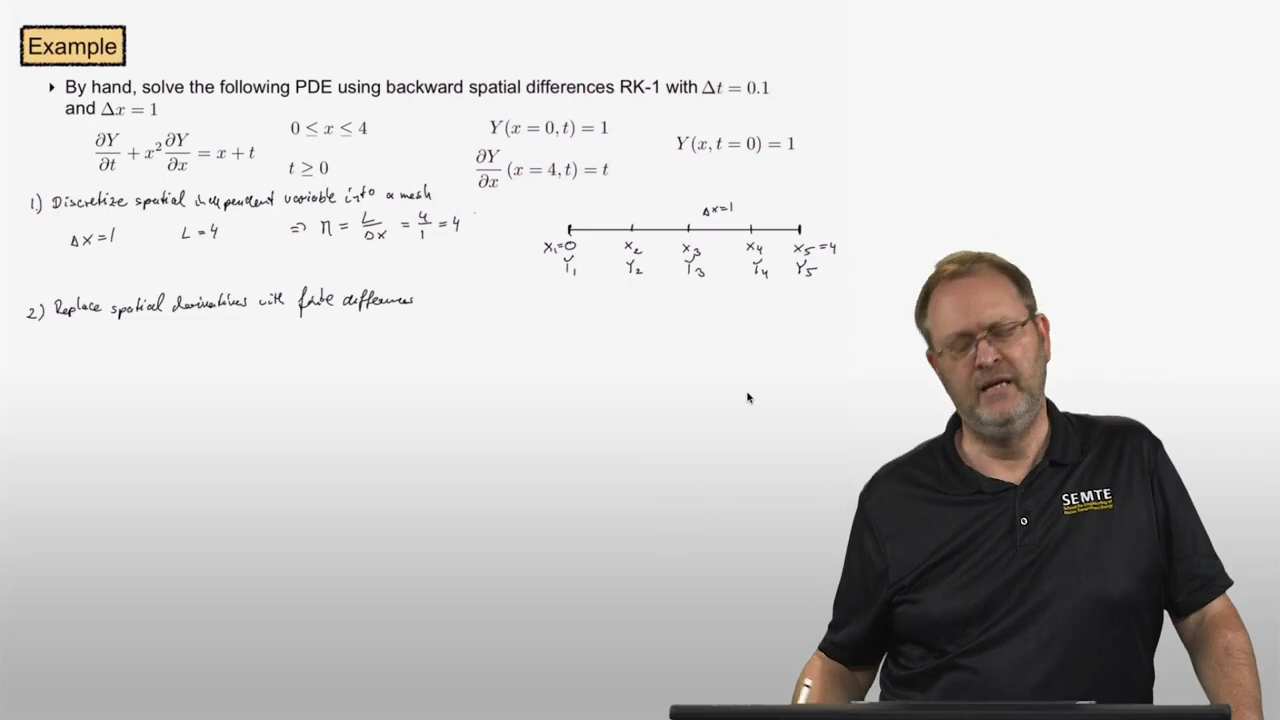 Example
By hand, solve the following PDE using backward spatial differences RK-1 with Δt = 0.1
and Δx = 1
∂Y/∂t + x² ∂Y/∂x = x + t
0 ≤ x ≤ 4
t ≥ 0
Y(x = 0, t) = 1
∂Y/∂x (x = 4, t) = t
Y(x, t = 0) = 1
1.) Discretize spatial independent variable into a mesh
Δx=1 L=4 ⇒ n = L/Δx = 4/1 = 4
Δx=1
x₁=0 x₂ x₃ x₄ x₅=4
Y₁ Y₂ Y₃ Y₄ Y₅
2.) Replace spatial derivatives with finite differences
SEMTE